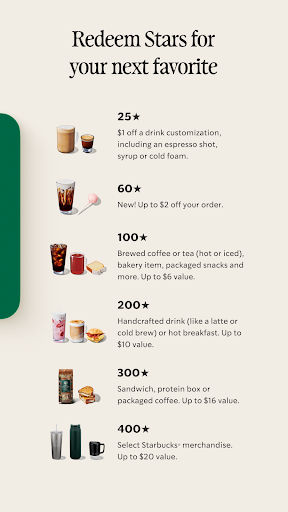 Redeem Stars for
your next favorite
25★
$1 off a drink customization,
including an espresso shot,
syrup or cold foam.
60★
New! Up to $2 off your order.
100★
Brewed coffee or tea (hot or iced),
bakery item, packaged snacks and
more. Up to $6 value.
200★
Handcrafted drink (like a latte or
cold brew) or hot breakfast. Up to
$10 value.
300★
Sandwich, protein box or
packaged coffee. Up to $16 value.
400★
Select Starbucks® merchandise.
Up to $20 value.